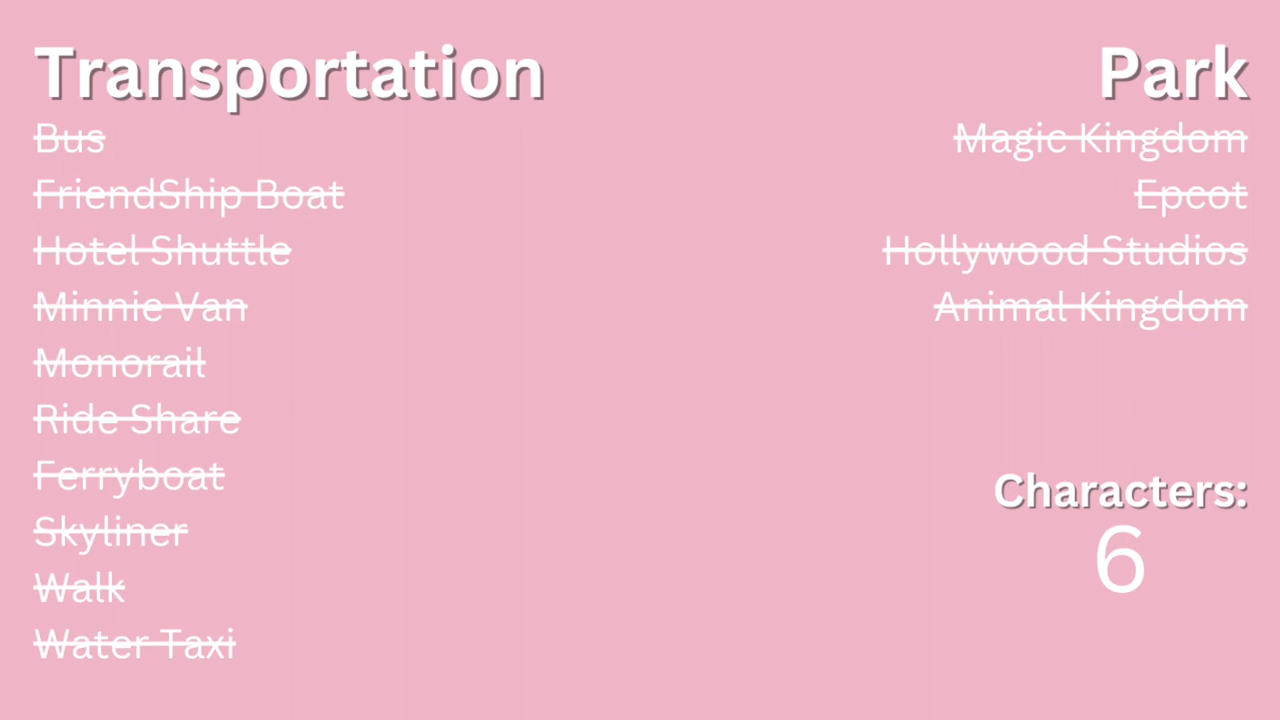 Transportation
Bus
FriendShip Boat
Hotel Shuttle
Minnie Van
Monorail
Ride Share
Ferryboat
Skyliner
Walk
Water Taxi
Park
Magic Kingdom
Epcot
Hollywood Studios
Animal Kingdom
Characters:
6